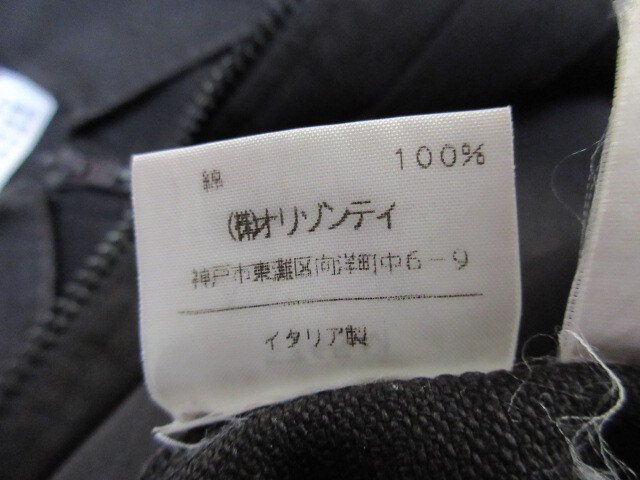 綿 100%
㈱オリゾンティ
神戸市東灘区向洋町中6-9
イタリア製